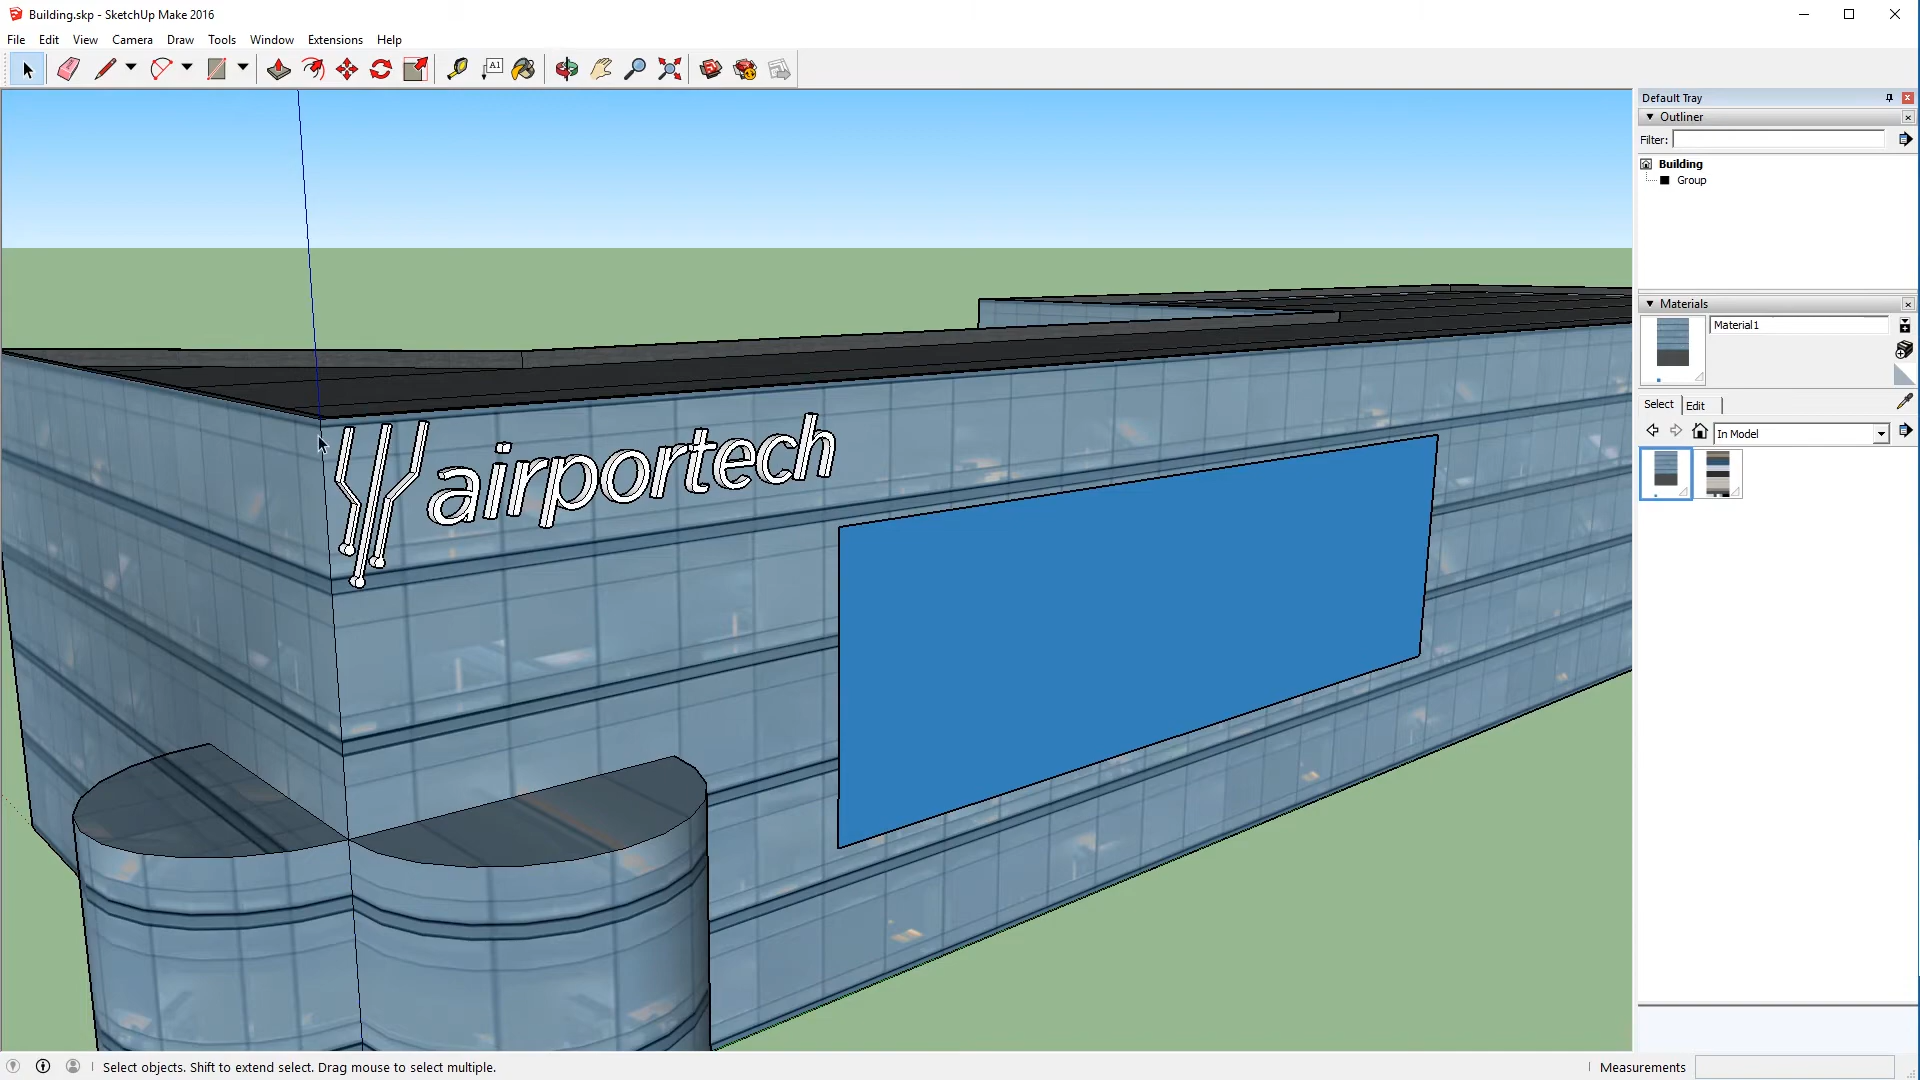 Building.skp - SketchUp Make 2016
File Edit View Camera Draw Tools Window Extensions Help
A1
Default Tray
Outliner
Filter:
Building
Group
Materials
Material1
Select Edit
In Model
airportech
Select objects. Shift to extend select. Drag mouse to select multiple.
Measurements